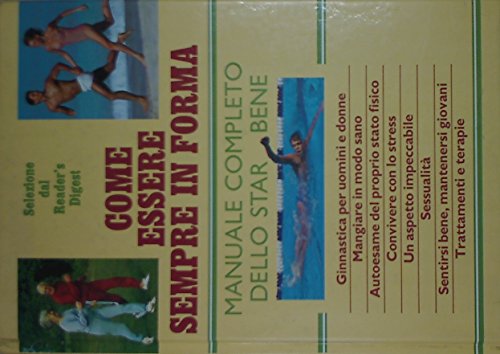 Selezione
dal
Reader's
Digest
COME
ESSERE
SEMPRE IN FORMA
MANUALE COMPLETO
DELLO STAR BENE
Ginnastica per uomini e donne
Mangiare in modo sano
Autoesame del proprio stato fisico
Convivere con lo stress
Un aspetto impeccabile
Sessualità
Sentirsi bene, mantenersi giovani
Trattamenti e terapie